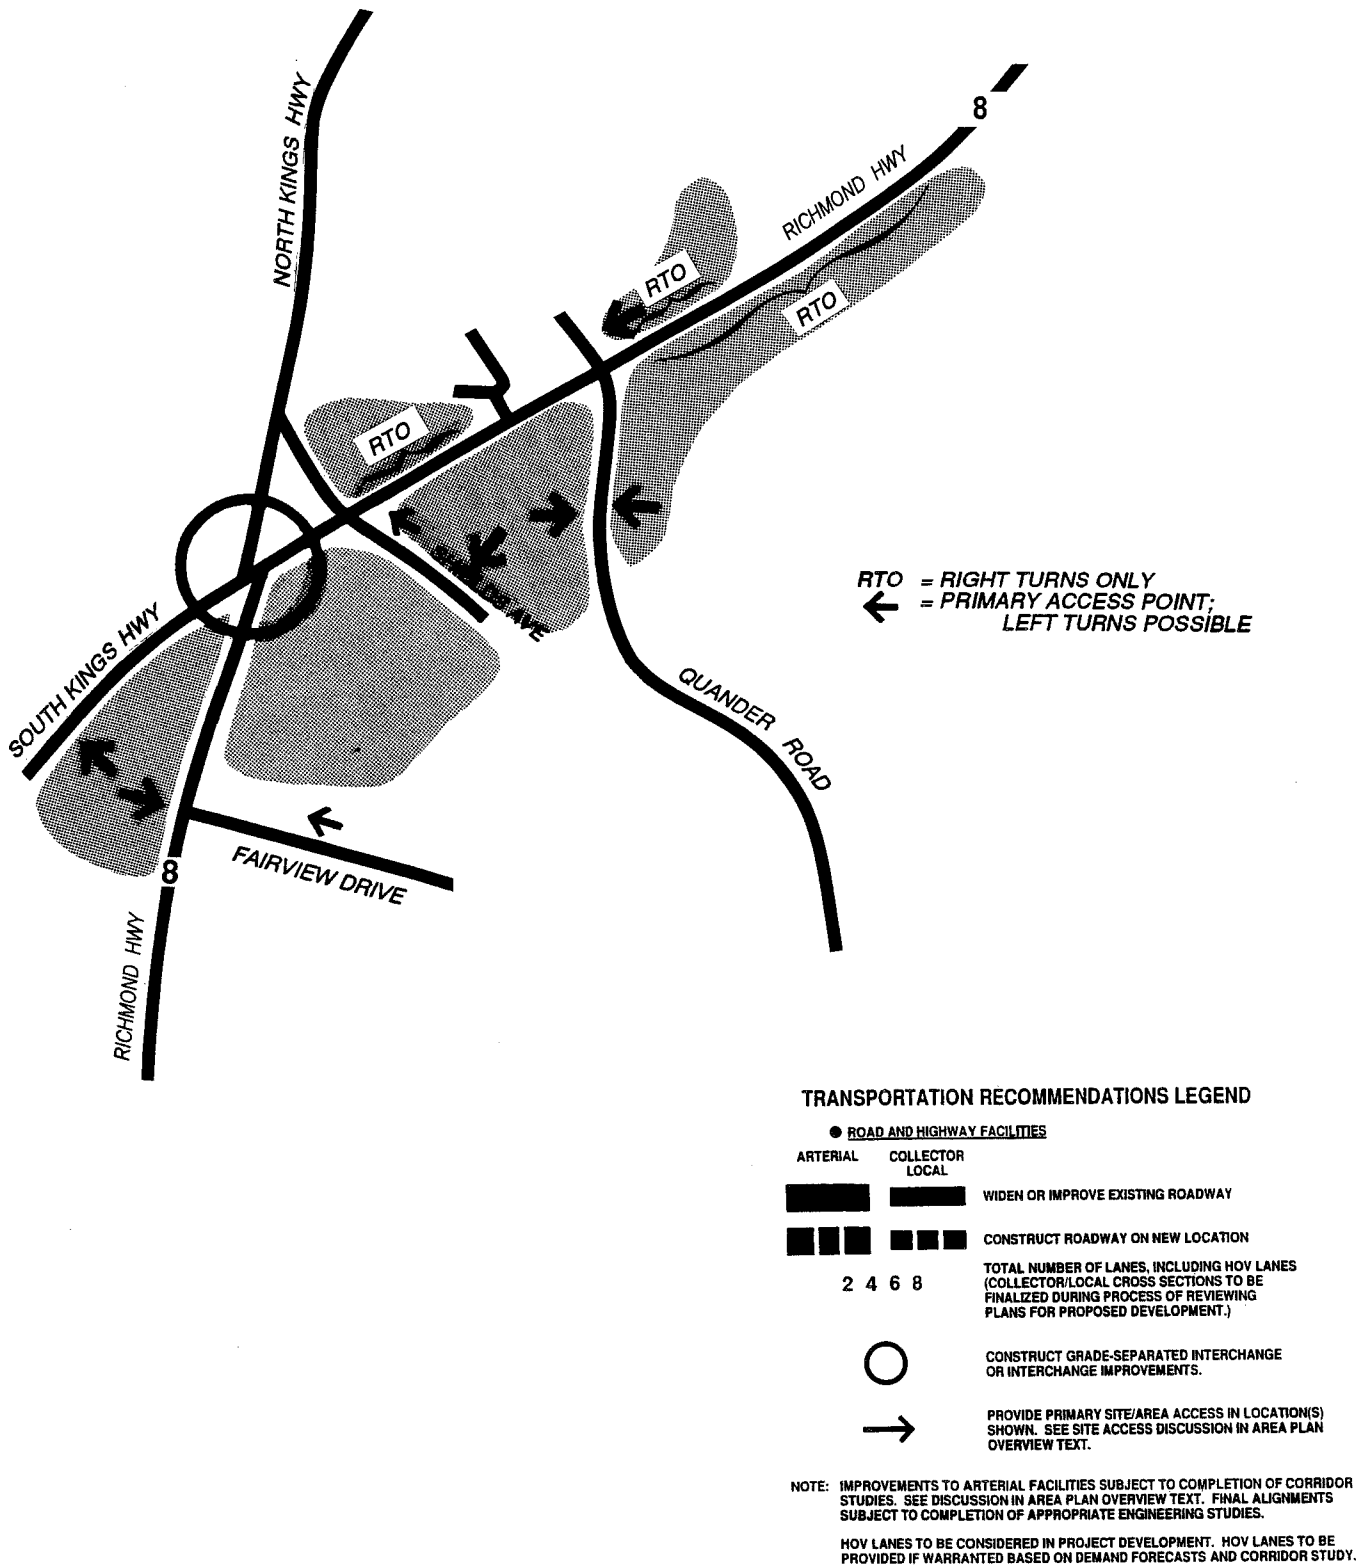 NORTH KINGS HWY
8
RICHMOND HWY
RTO
RTO
RTO
SHIELDS AVE
RTO = RIGHT TURNS ONLY
= PRIMARY ACCESS POINT;
LEFT TURNS POSSIBLE
SOUTH KINGS HWY
QUANDER ROAD
FAIRVIEW DRIVE
8
RICHMOND HWY
TRANSPORTATION RECOMMENDATIONS LEGEND
● ROAD AND HIGHWAY FACILITIES
ARTERIAL COLLECTOR
LOCAL
WIDEN OR IMPROVE EXISTING ROADWAY
CONSTRUCT ROADWAY ON NEW LOCATION
2 4 6 8
TOTAL NUMBER OF LANES, INCLUDING HOV LANES
(COLLECTOR/LOCAL CROSS SECTIONS TO BE
FINALIZED DURING PROCESS OF REVIEWING
PLANS FOR PROPOSED DEVELOPMENT.)
CONSTRUCT GRADE-SEPARATED INTERCHANGE
OR INTERCHANGE IMPROVEMENTS.
PROVIDE PRIMARY SITE/AREA ACCESS IN LOCATION(S)
SHOWN. SEE SITE ACCESS DISCUSSION IN AREA PLAN
OVERVIEW TEXT.
NOTE: IMPROVEMENTS TO ARTERIAL FACILITIES SUBJECT TO COMPLETION OF CORRIDOR
STUDIES. SEE DISCUSSION IN AREA PLAN OVERVIEW TEXT. FINAL ALIGNMENTS
SUBJECT TO COMPLETION OF APPROPRIATE ENGINEERING STUDIES.
HOV LANES TO BE CONSIDERED IN PROJECT DEVELOPMENT. HOV LANES TO BE
PROVIDED IF WARRANTED BASED ON DEMAND FORECASTS AND CORRIDOR STUDY.